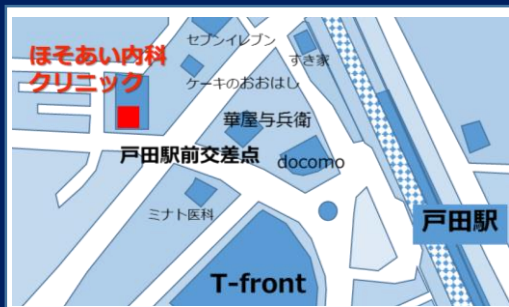 セブンイレブン
ほそあい内科
クリニック
すき家
ケーキのおおはし
華屋与兵衛
戸田駅前交差点
docomo
ミナト医科
戸田駅
T-front